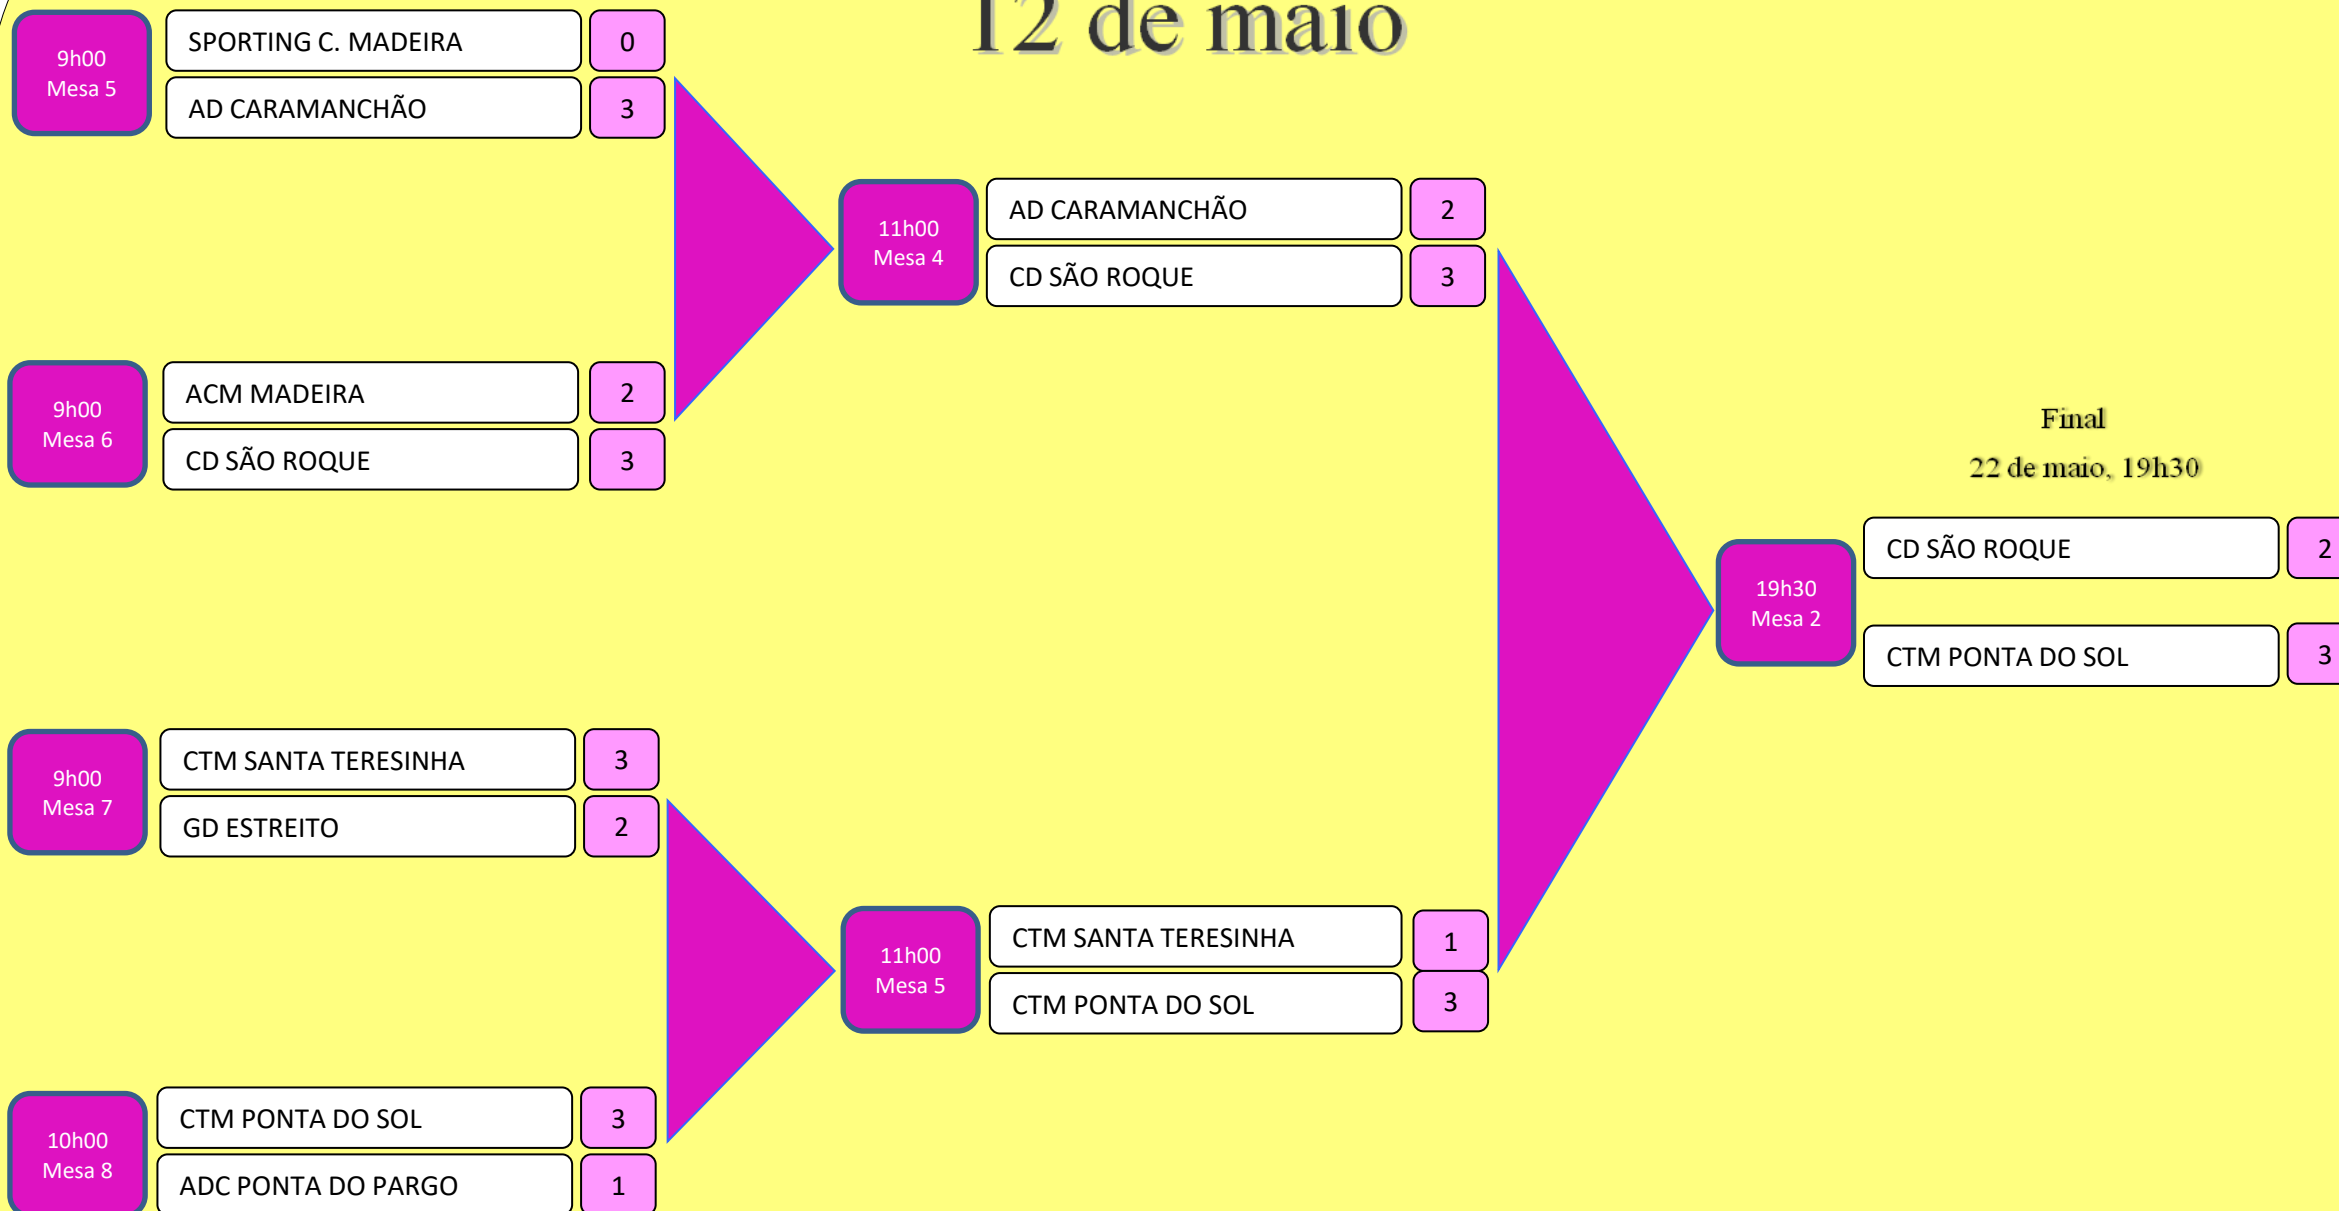 12 de maio
9h00
Mesa 5
SPORTING C. MADEIRA 0
AD CARAMANCHÃO 3
11h00
Mesa 4
AD CARAMANCHÃO 2
CD SÃO ROQUE 3
9h00
Mesa 6
ACM MADEIRA 2
CD SÃO ROQUE 3
Final
22 de maio, 19h30
19h30
Mesa 2
CD SÃO ROQUE 2
CTM PONTA DO SOL 3
9h00
Mesa 7
CTM SANTA TERESINHA 3
GD ESTREITO 2
11h00
Mesa 5
CTM SANTA TERESINHA 1
CTM PONTA DO SOL 3
10h00
Mesa 8
CTM PONTA DO SOL 3
ADC PONTA DO PARGO 1